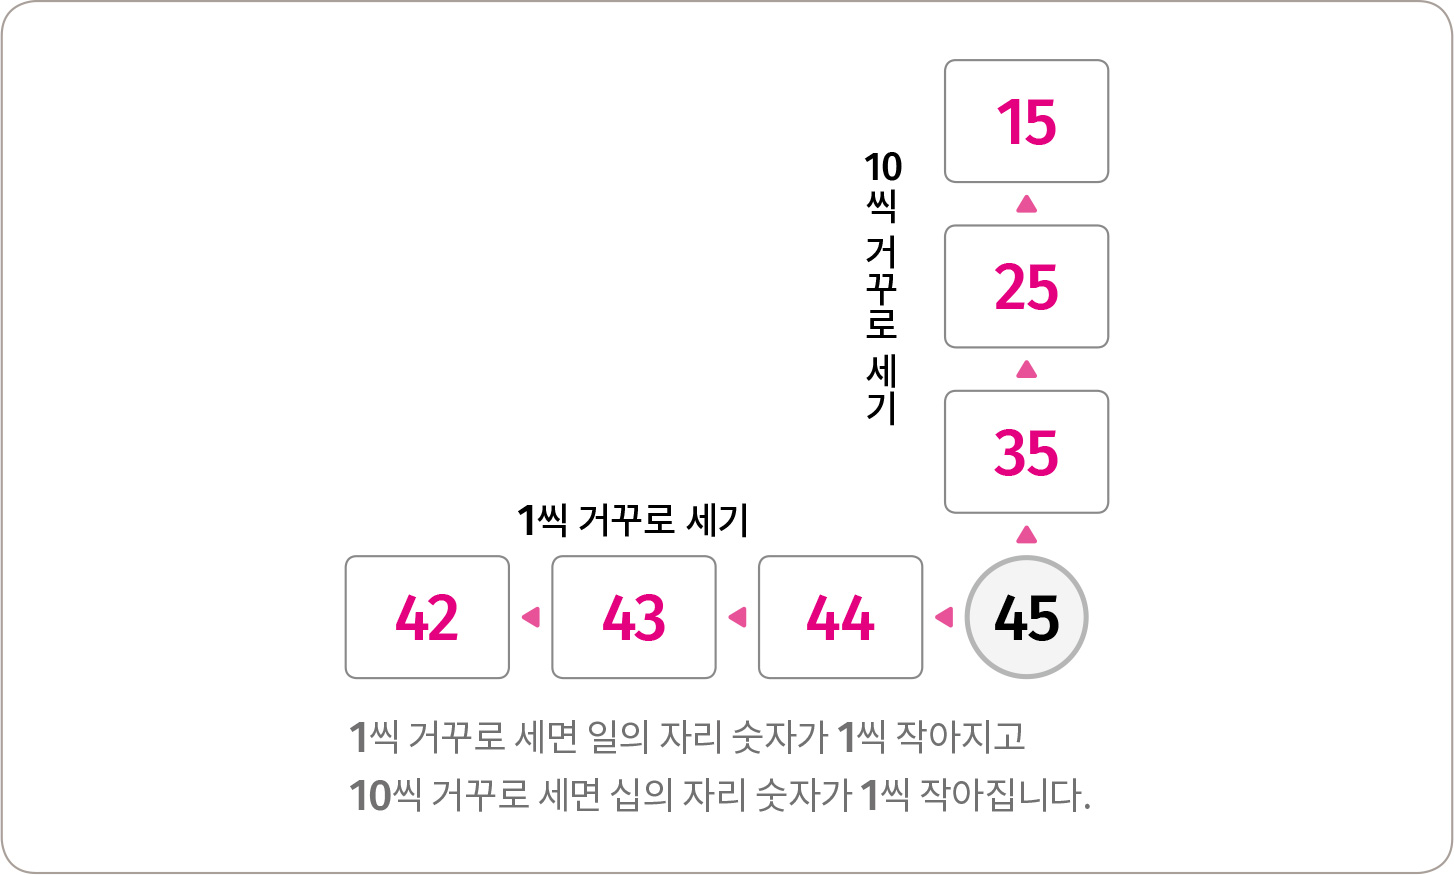 15
10씩 거꾸로 세기
25
35
1씩 거꾸로 세기
42 43 44 45
1씩 거꾸로 세면 일의 자리 숫자가 1씩 작아지고
10씩 거꾸로 세면 십의 자리 숫자가 1씩 작아집니다.